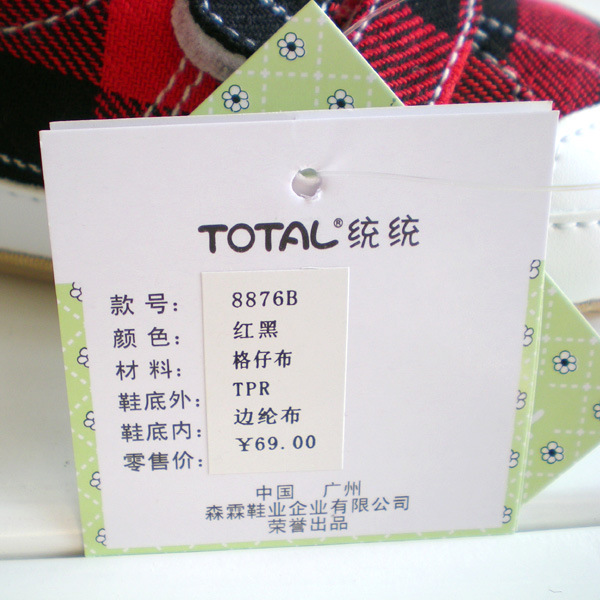 TOTAL®统统
款号： 8876B
颜色： 红黑
材料： 格仔布
鞋底外： TPR
鞋底内： 边纶布
零售价： ￥69.00
中国 广州
森霖鞋业企业有限公司
荣誉出品